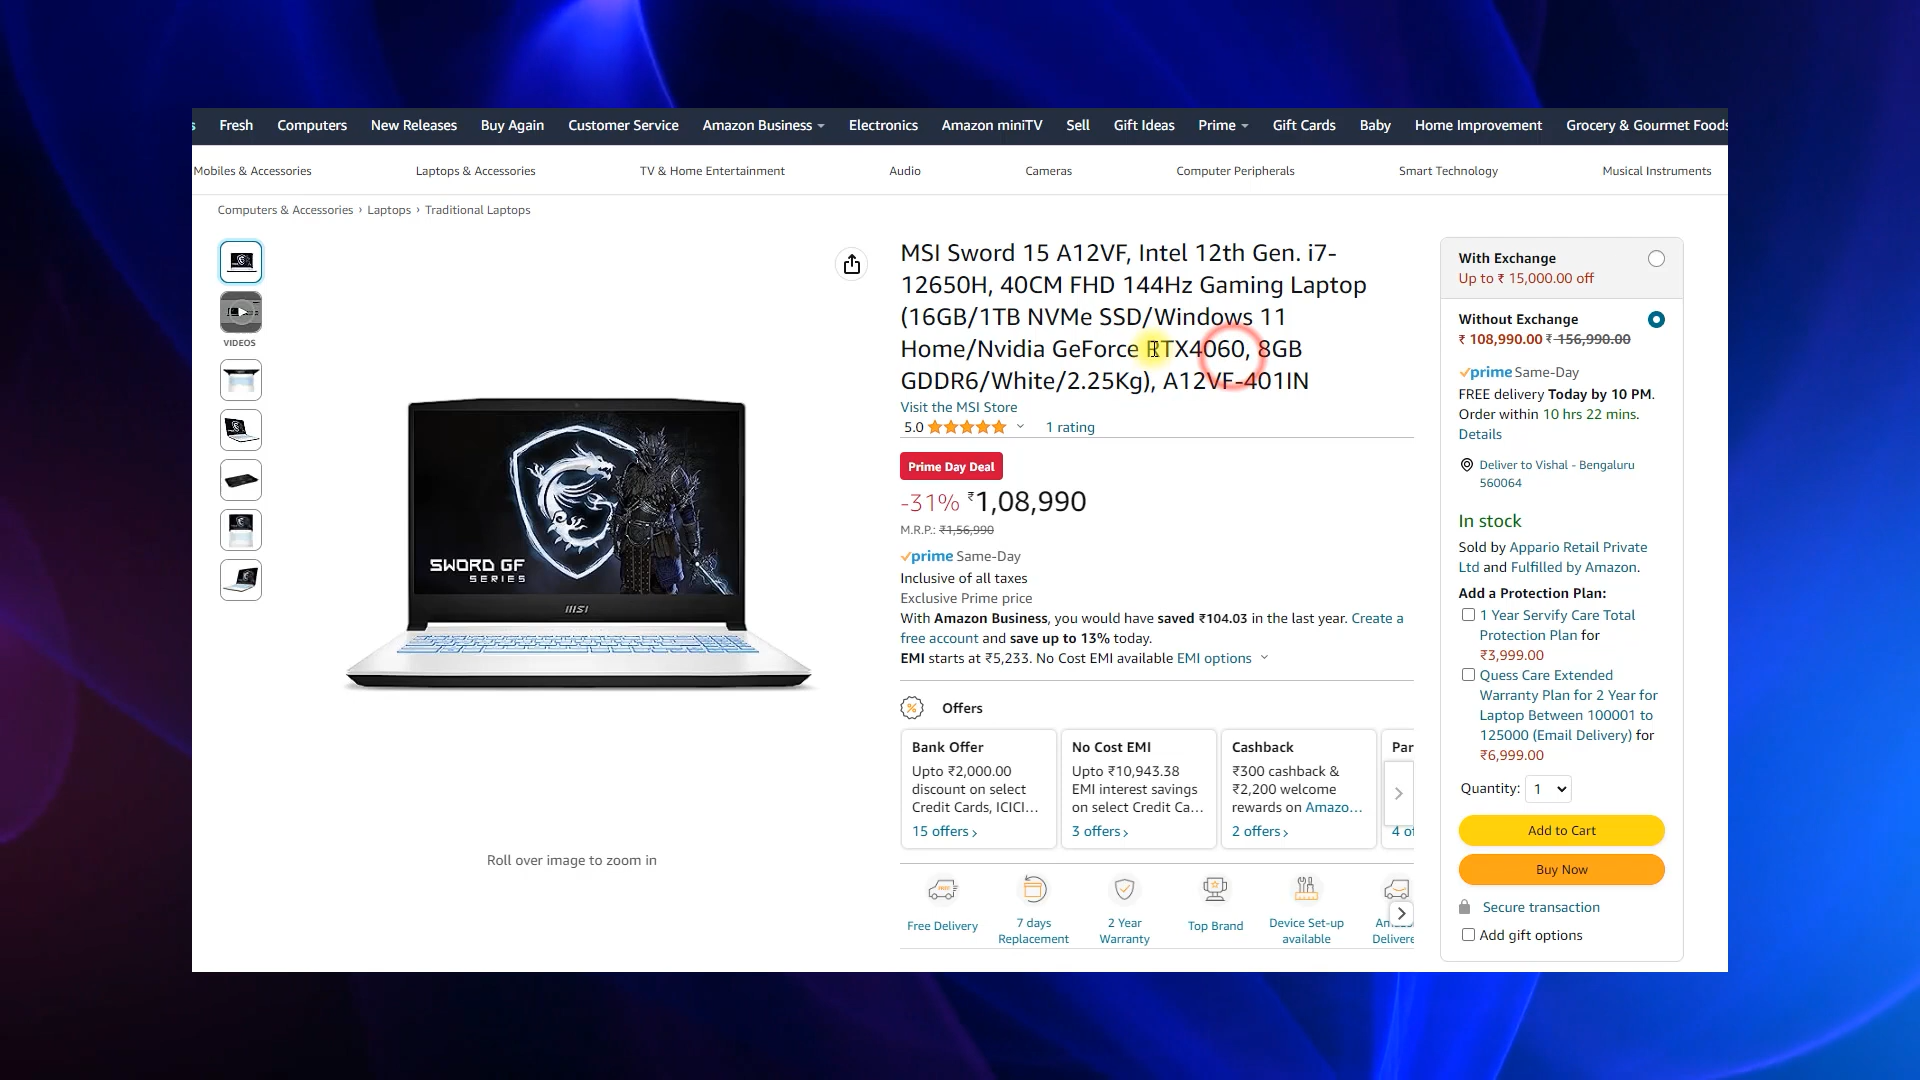 Fresh Computers New Releases Buy Again Customer Service Amazon Business Electronics Amazon miniTV Sell Gift Ideas Prime Gift Cards Baby Home Improvement Grocery & Gourmet Foods
Mobiles & Accessories Laptops & Accessories TV & Home Entertainment Audio Cameras Computer Peripherals Smart Technology Musical Instruments
Computers & Accessories › Laptops › Traditional Laptops
VIDEOS
SWORD GF
SERIES
msi
Roll over image to zoom in
MSI Sword 15 A12VF, Intel 12th Gen. i7-
12650H, 40CM FHD 144Hz Gaming Laptop
(16GB/1TB NVMe SSD/Windows 11
Home/Nvidia GeForce RTX4060, 8GB
GDDR6/White/2.25Kg), A12VF-401IN
Visit the MSI Store
5.0 1 rating
Prime Day Deal
-31% ₹1,08,990
M.R.P.: ₹1,56,990
prime Same-Day
Inclusive of all taxes
Exclusive Prime price
With Amazon Business, you would have saved ₹104.03 in the last year. Create a
free account and save up to 13% today.
EMI starts at ₹5,233. No Cost EMI available EMI options
Offers
Bank Offer
Upto ₹2,000.00
discount on select
Credit Cards, ICICI...
15 offers ›
No Cost EMI
Upto ₹10,943.38
EMI interest savings
on select Credit Ca...
3 offers ›
Cashback
₹300 cashback &
₹2,200 welcome
rewards on Amazo...
2 offers ›
Par
4 of
Free Delivery
7 days
Replacement
2 Year
Warranty
Top Brand
Device Set-up
available
Delivere
With Exchange
Up to ₹ 15,000.00 off
Without Exchange
₹ 108,990.00 ₹ 156,990.00
prime Same-Day
FREE delivery Today by 10 PM.
Order within 10 hrs 22 mins.
Details
Deliver to Vishal - Bengaluru
560064
In stock
Sold by Appario Retail Private
Ltd and Fulfilled by Amazon.
Add a Protection Plan:
1 Year Servify Care Total
Protection Plan for
₹3,999.00
Quess Care Extended
Warranty Plan for 2 Year for
Laptop Between 100001 to
125000 (Email Delivery) for
₹6,999.00
Quantity: 1
Add to Cart
Buy Now
Secure transaction
Add gift options